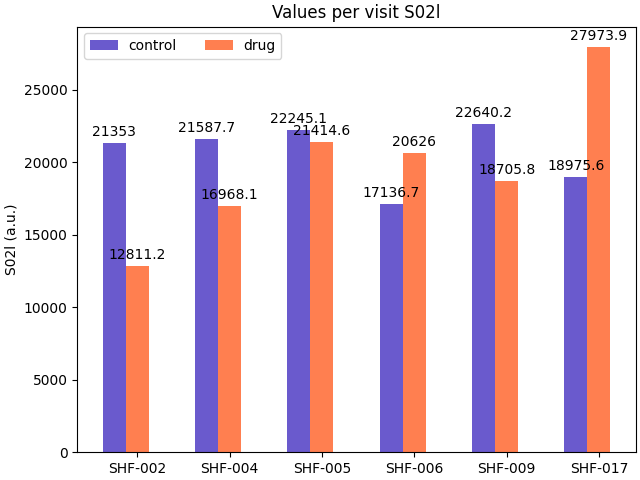 Values per visit S02l
control
drug
S02l (a.u.)
25000
20000
15000
10000
5000
0
21353
12811.2
21587.7
16968.1
22245.1
21414.6
17136.7
20626
22640.2
18705.8
18975.6
27973.9
SHF-002
SHF-004
SHF-005
SHF-006
SHF-009
SHF-017